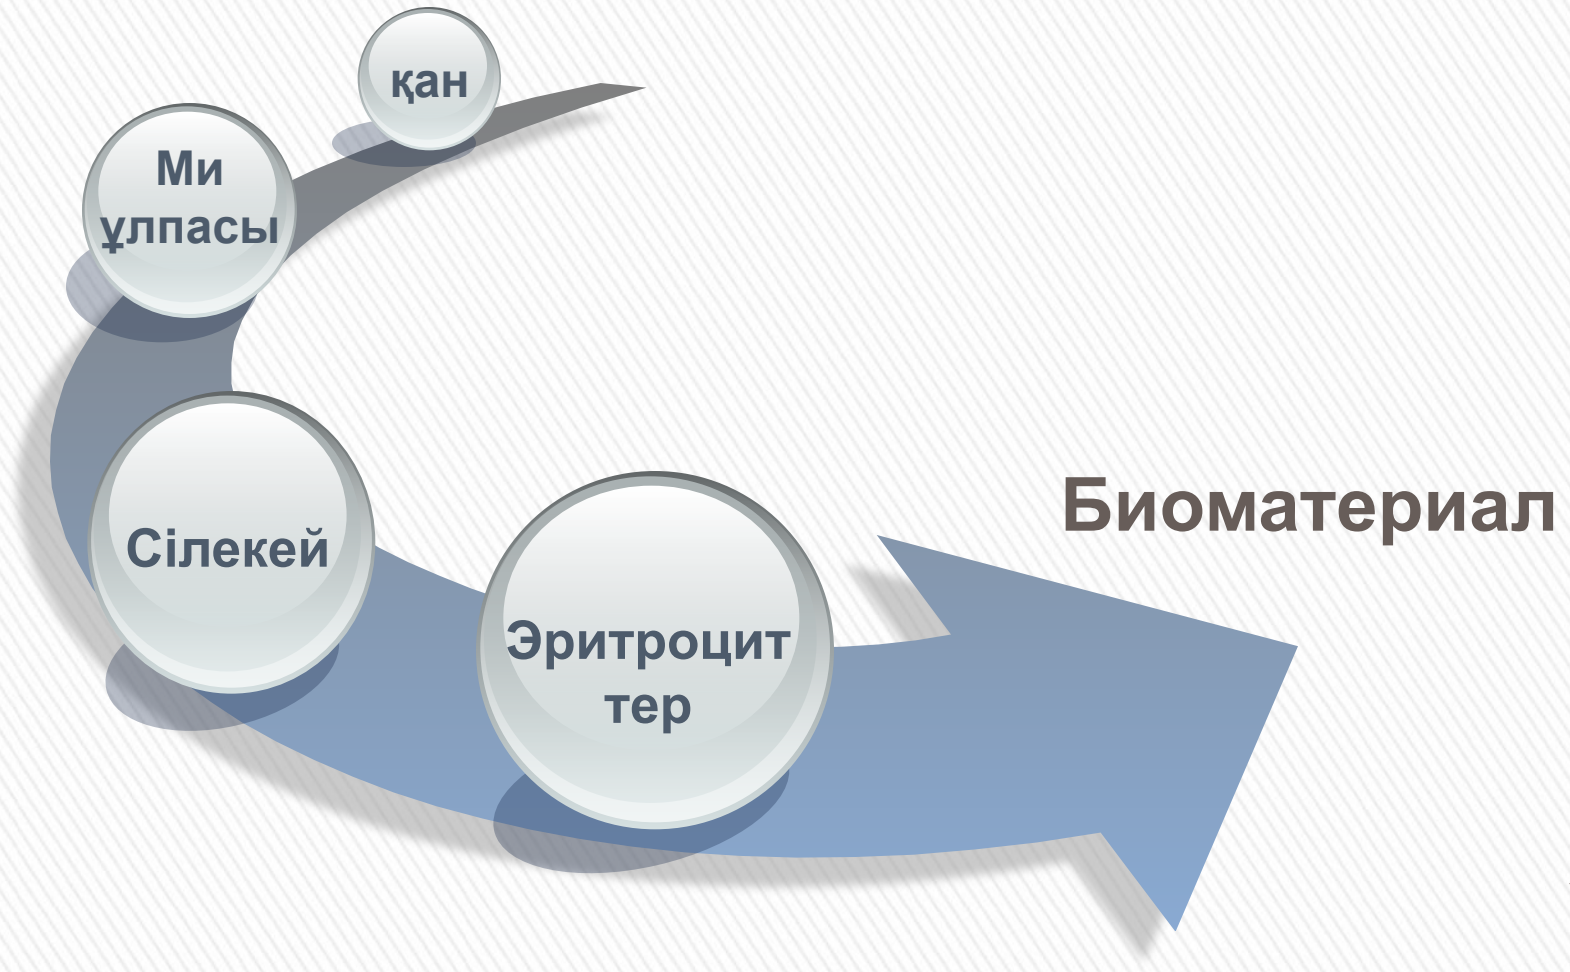 қан
Ми
ұлпасы
Сілекей
Эритроцит
тер
Биоматериал